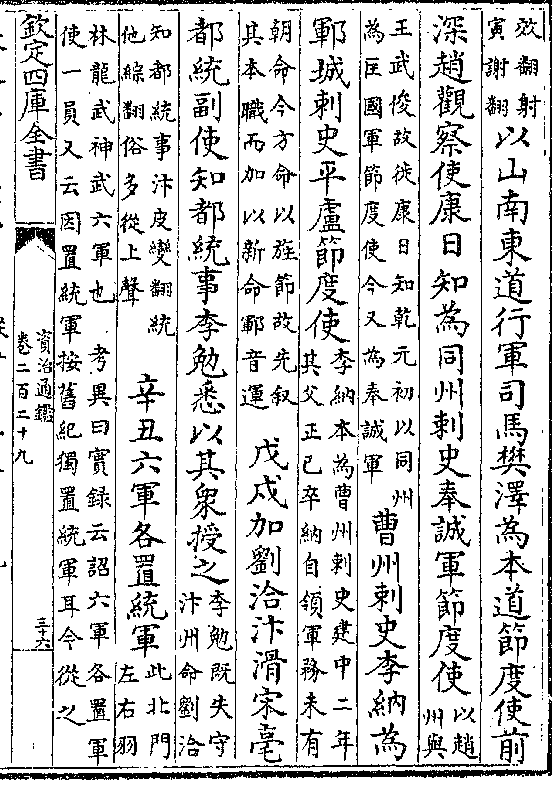 效翻射
寅謝翻
以山南東道行軍司馬樊澤為本道節度使前
深趙觀察使康日知為同州刺史奉誠軍節度使
以趙
州與
王武俊故徙康日知乾元初以同州
為匡國軍節度使今又為奉誠軍
曹州刺史李納為
鄆城刺史平盧節度使
李納本為曹州刺史建中二年
其父正已卒納自領軍務未有
朝命今方命以旌節故先叙
其本職而加以新命鄆音運
戊戍加劉洽汴滑宋亳
都統副使知都統事李勉悉以其衆授之
李勉既失守
汴州命劉洽
知都統事汴皮變翻統
他綜翻俗多從上聲
辛丑六軍各置統軍
此北門
左右羽
林龍武神武六軍也 考異曰實録云詔六軍各置軍
使一員又云因置統軍按舊紀獨置統軍耳今從之
欽定四庫全書
資治通鑑
卷二百二十九
三十六